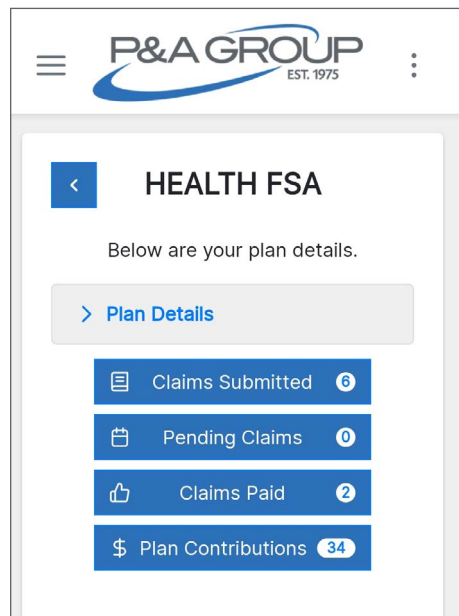 P&A GROUP
EST. 1975
HEALTH FSA
Below are your plan details.
Plan Details
Claims Submitted 6
Pending Claims 0
Claims Paid 2
$ Plan Contributions 34